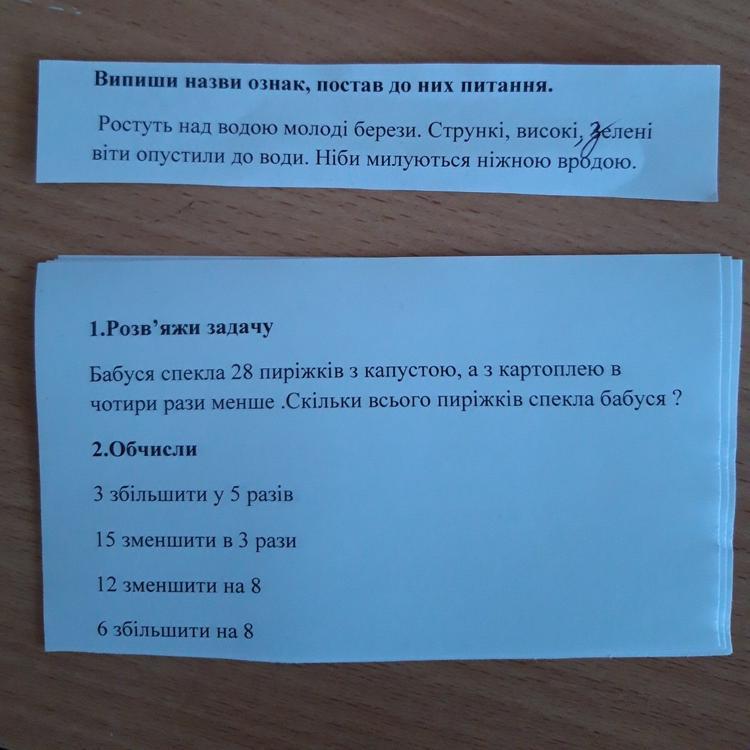 Випиши назви ознак, постав до них питання.
Ростуть над водою молоді берези. Стрункі, високі, зелені
віти опустили до води. Ніби милуються ніжною вродою.
1.Розв’яжи задачу
Бабуся спекла 28 пиріжків з капустою, а з картоплею в
чотири рази менше .Скільки всього пиріжків спекла бабуся ?
2.Обчисли
3 збільшити у 5 разів
15 зменшити в 3 рази
12 зменшити на 8
6 збільшити на 8